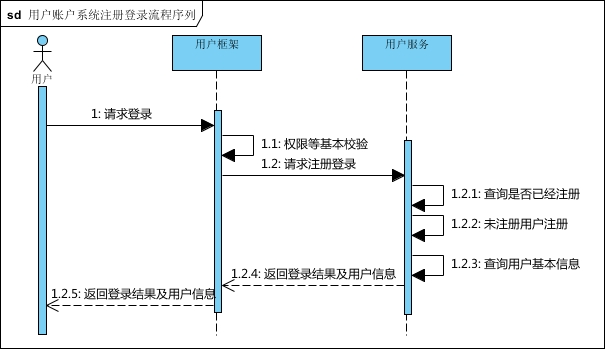 sd 用户账户系统注册登录流程序列
用户框架
用户服务
用户
1: 请求登录
1.1: 权限等基本校验
1.2: 请求注册登录
1.2.1: 查询是否已经注册
1.2.2: 未注册用户注册
1.2.3: 查询用户基本信息
1.2.4: 返回登录结果及用户信息
1.2.5: 返回登录结果及用户信息